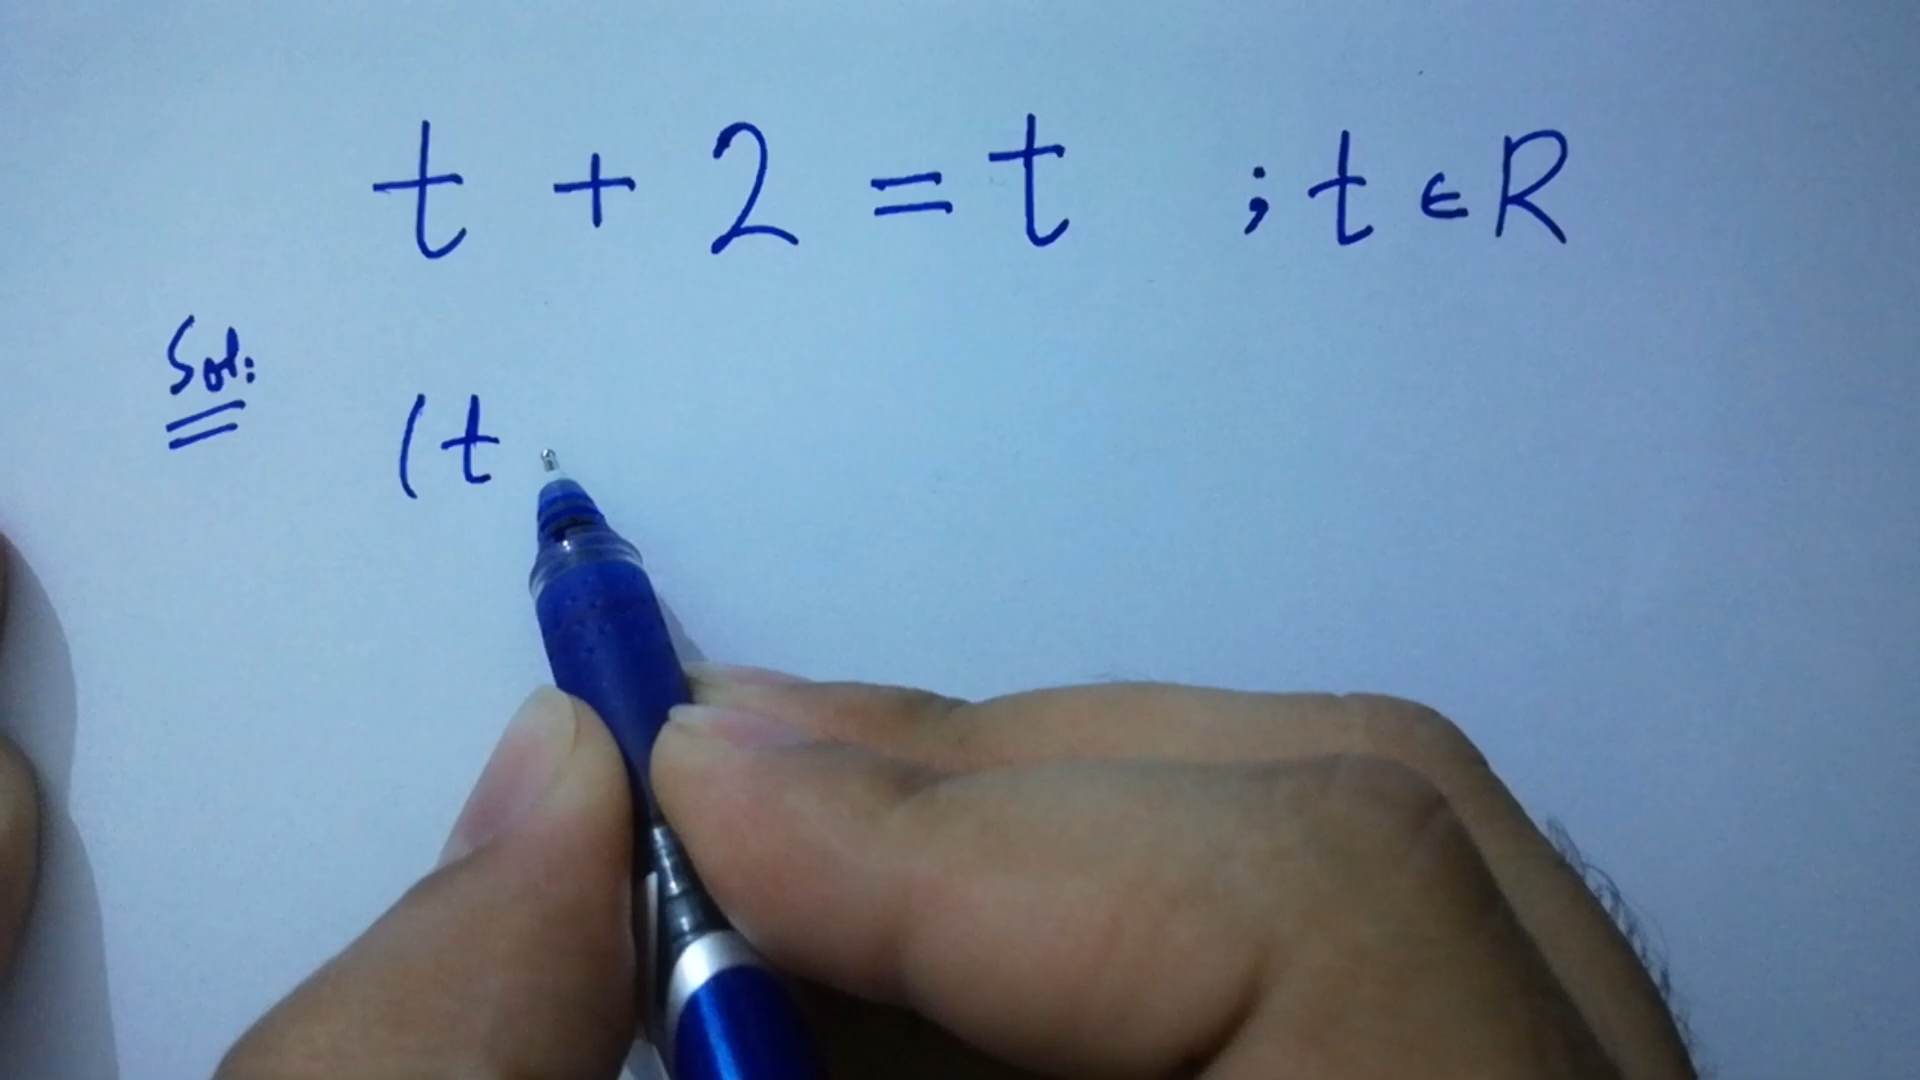 t + 2 = t ; t ∈ R
Sol:
(t